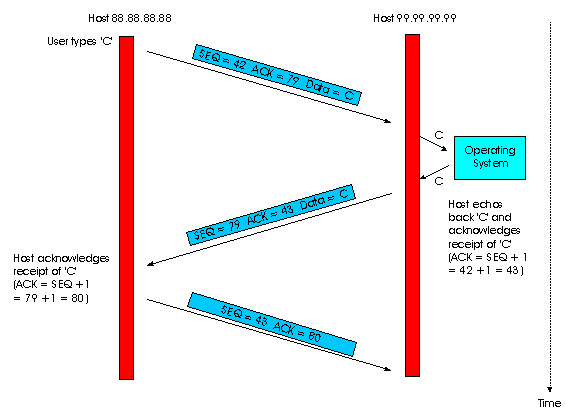 Host 88.88.88.88
Host 99.99.99.99
User types 'C'
SEQ = 42 ACK = 79 Data = C
C
Operating
System
C
SEQ = 79 ACK = 43 Data = C
Host echos
back 'C' and
acknowledges
receipt of 'C'
(ACK = SEQ + 1
= 42 +1 = 43)
Host acknowledges
receipt of 'C'
(ACK = SEQ +1
= 79 +1 = 80)
SEQ = 43 ACK = 80
Time